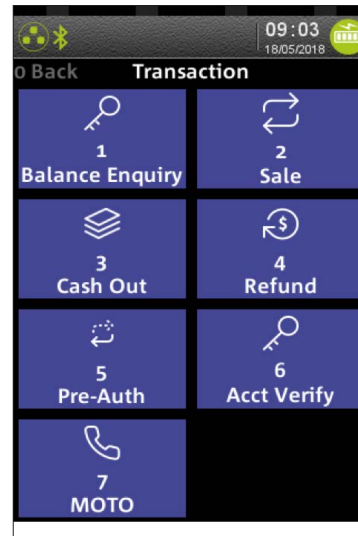 09:03
18/05/2018
0 Back Transaction
1
Balance Enquiry
2
Sale
3
Cash Out
4
Refund
5
Pre-Auth
6
Acct Verify
7
MOTO